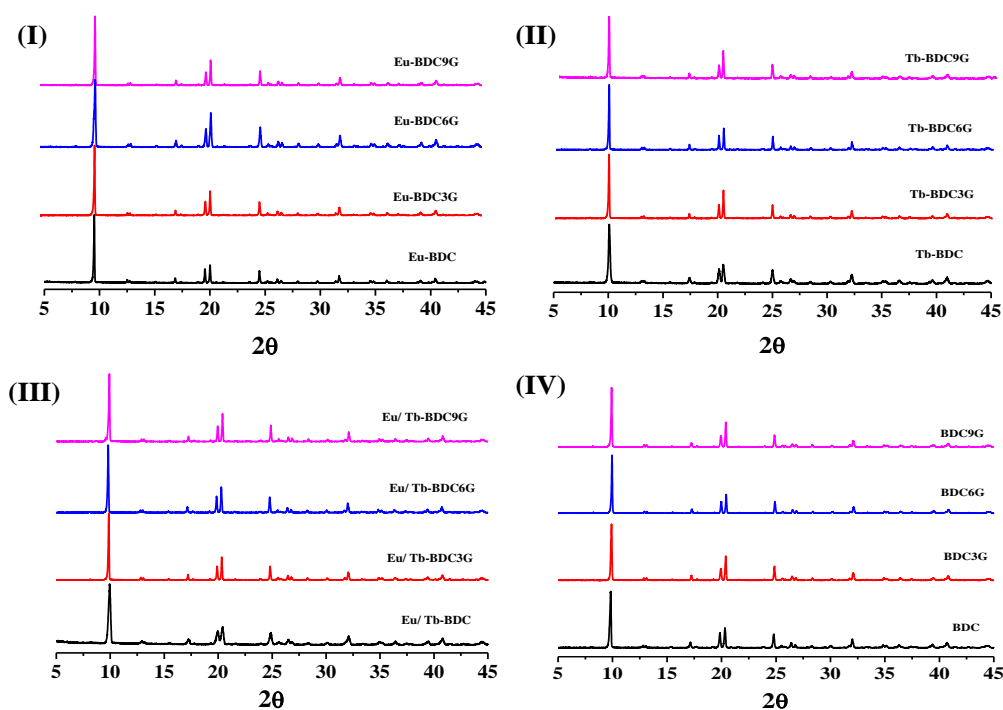 (I)
Eu-BDC9G
Eu-BDC6G
Eu-BDC3G
Eu-BDC
5 10 15 20 25 30 35 40 45
2θ
(II)
Tb-BDC9G
Tb-BDC6G
Tb-BDC3G
Tb-BDC
5 10 15 20 25 30 35 40 45
2θ
(III)
Eu/ Tb-BDC9G
Eu/ Tb-BDC6G
Eu/ Tb-BDC3G
Eu/ Tb-BDC
5 10 15 20 25 30 35 40 45
2θ
(IV)
BDC9G
BDC6G
BDC3G
BDC
5 10 15 20 25 30 35 40 45
2θ